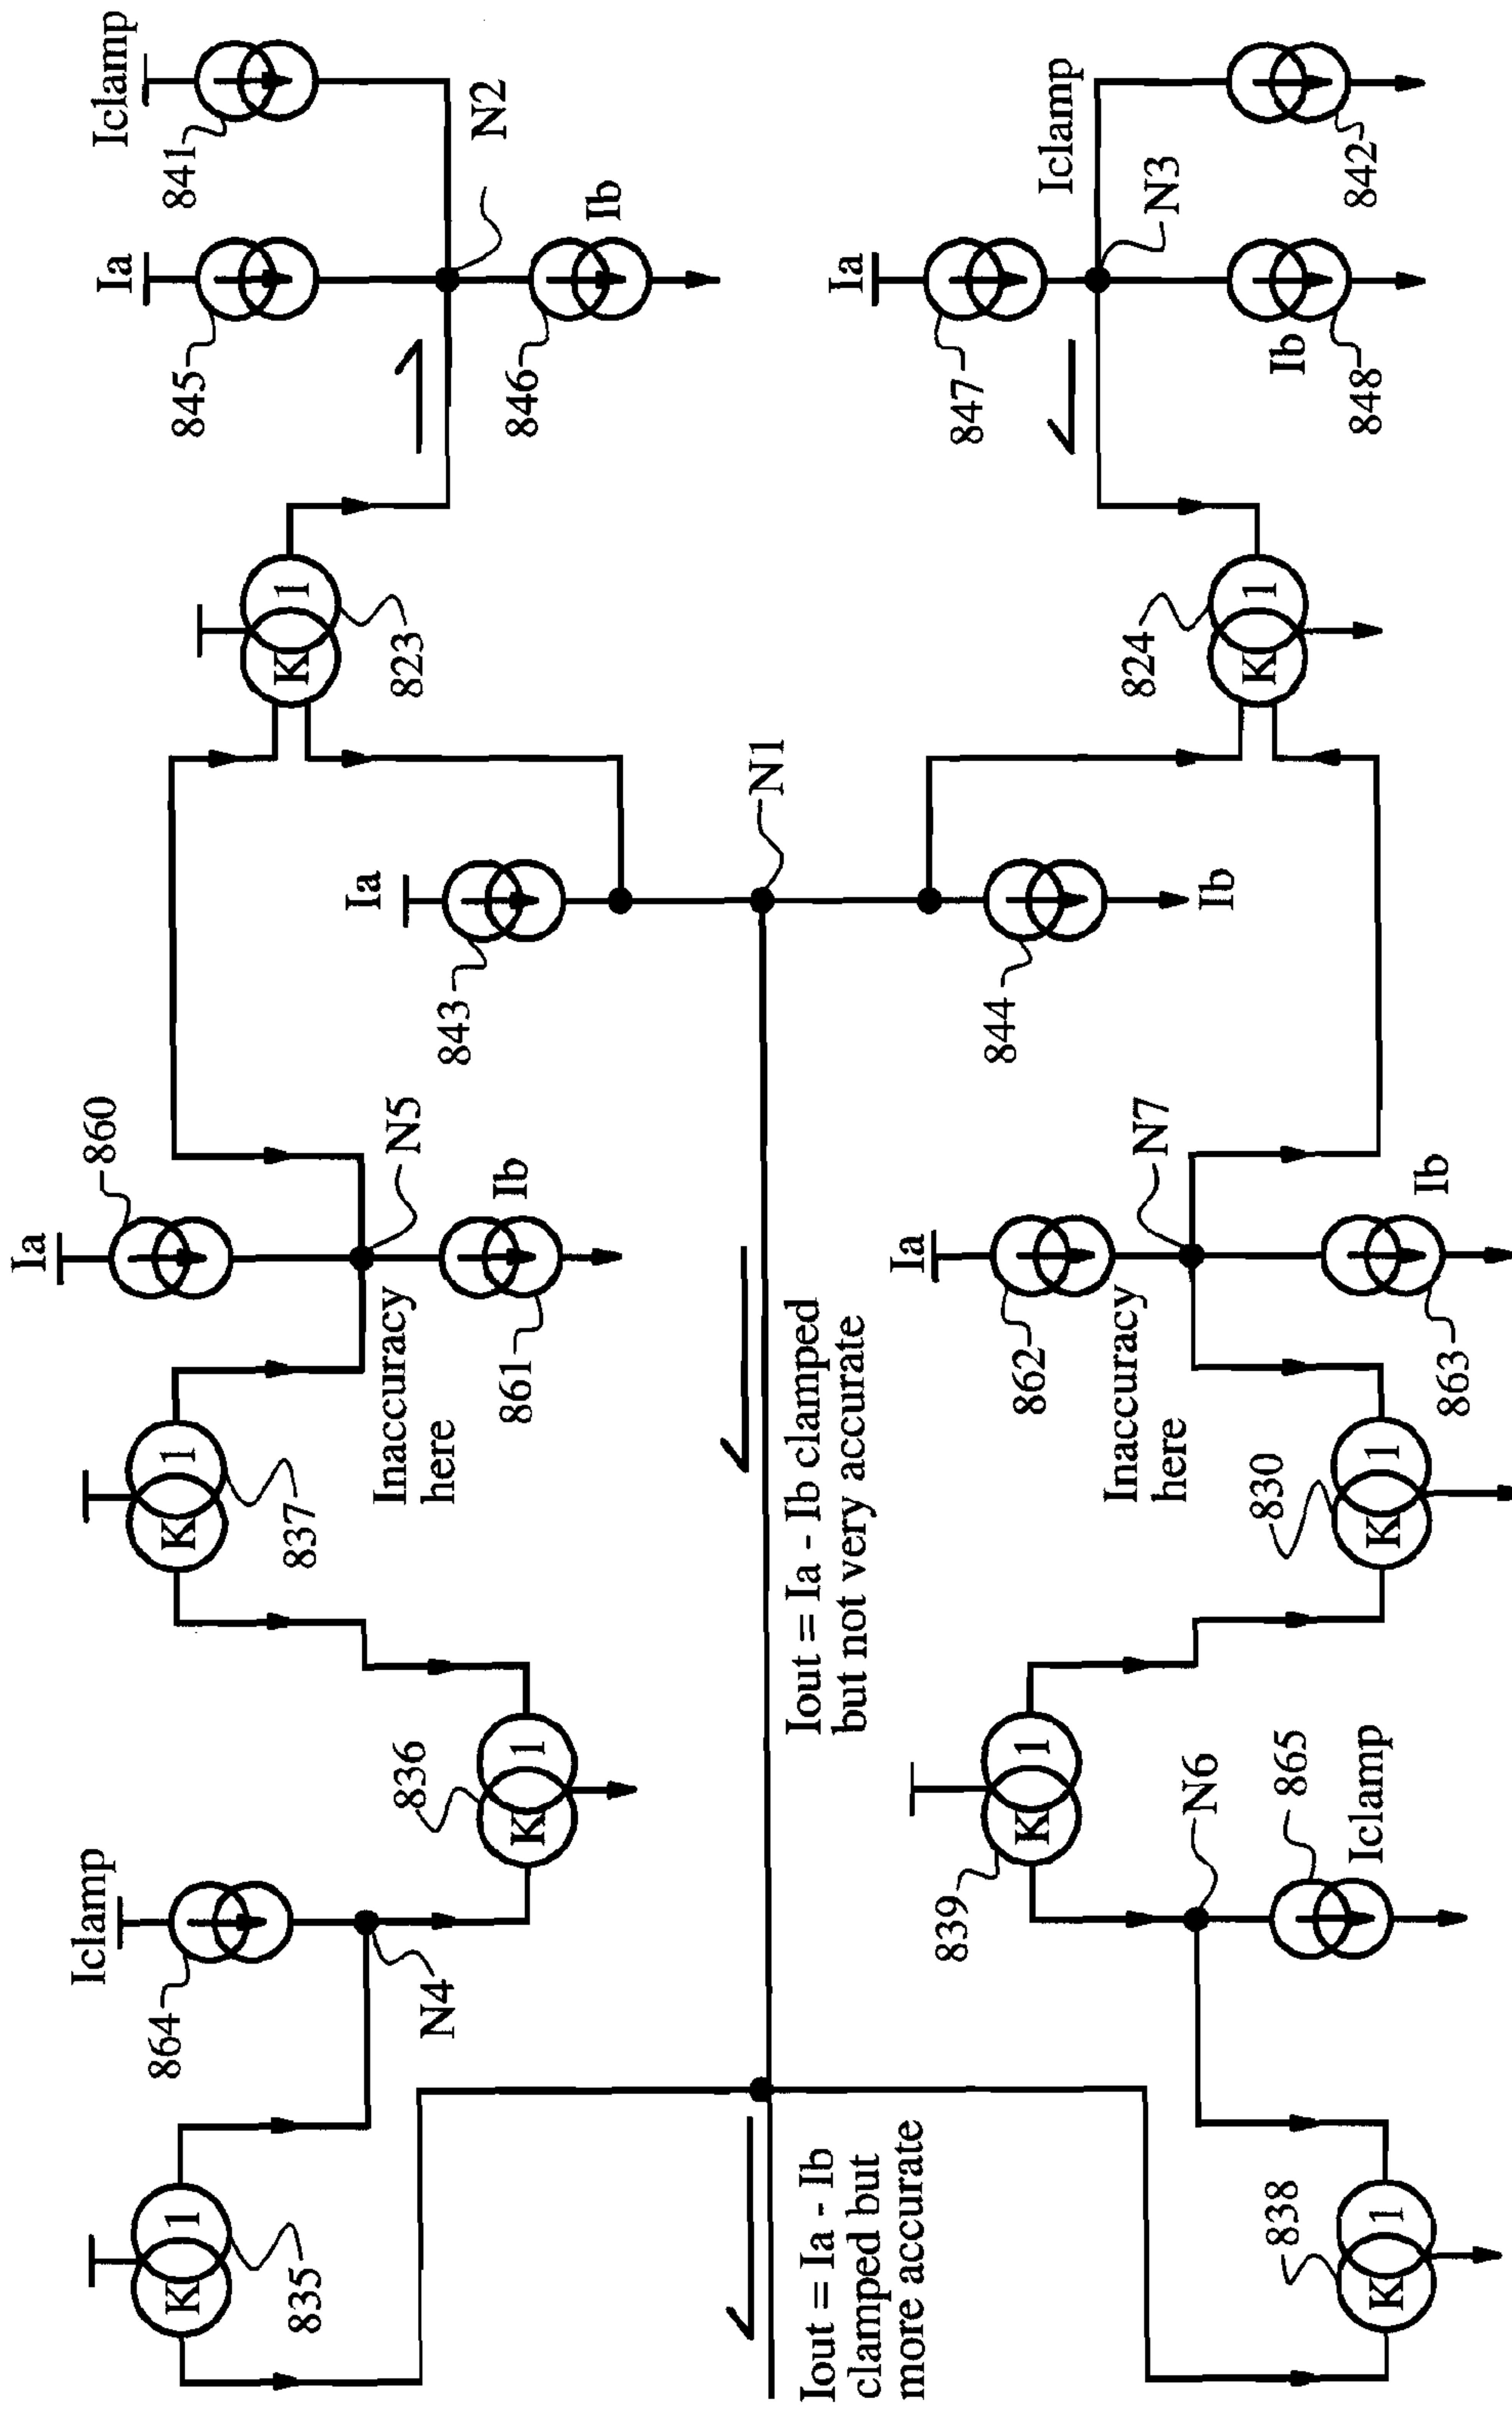 Iclamp
841
N2
Ia
845
Ib
846
Iclamp
N3
842
Ia
847
Ib
848
K 1
823
K 1
824
N1
Ia
843
844
Ib
860
Ia
N5
Ib
861
Inaccuracy
here
N7
Ia
862
Ib
863
Inaccuracy
here
K 1
837
K 1
830
Iout = Ia - Ib clamped
but not very accurate
K 1
836
K 1
839
Iclamp
864
N4
N6
865
Iclamp
K 1
835
K 1
838
Iout = Ia - Ib
clamped but
more accurate